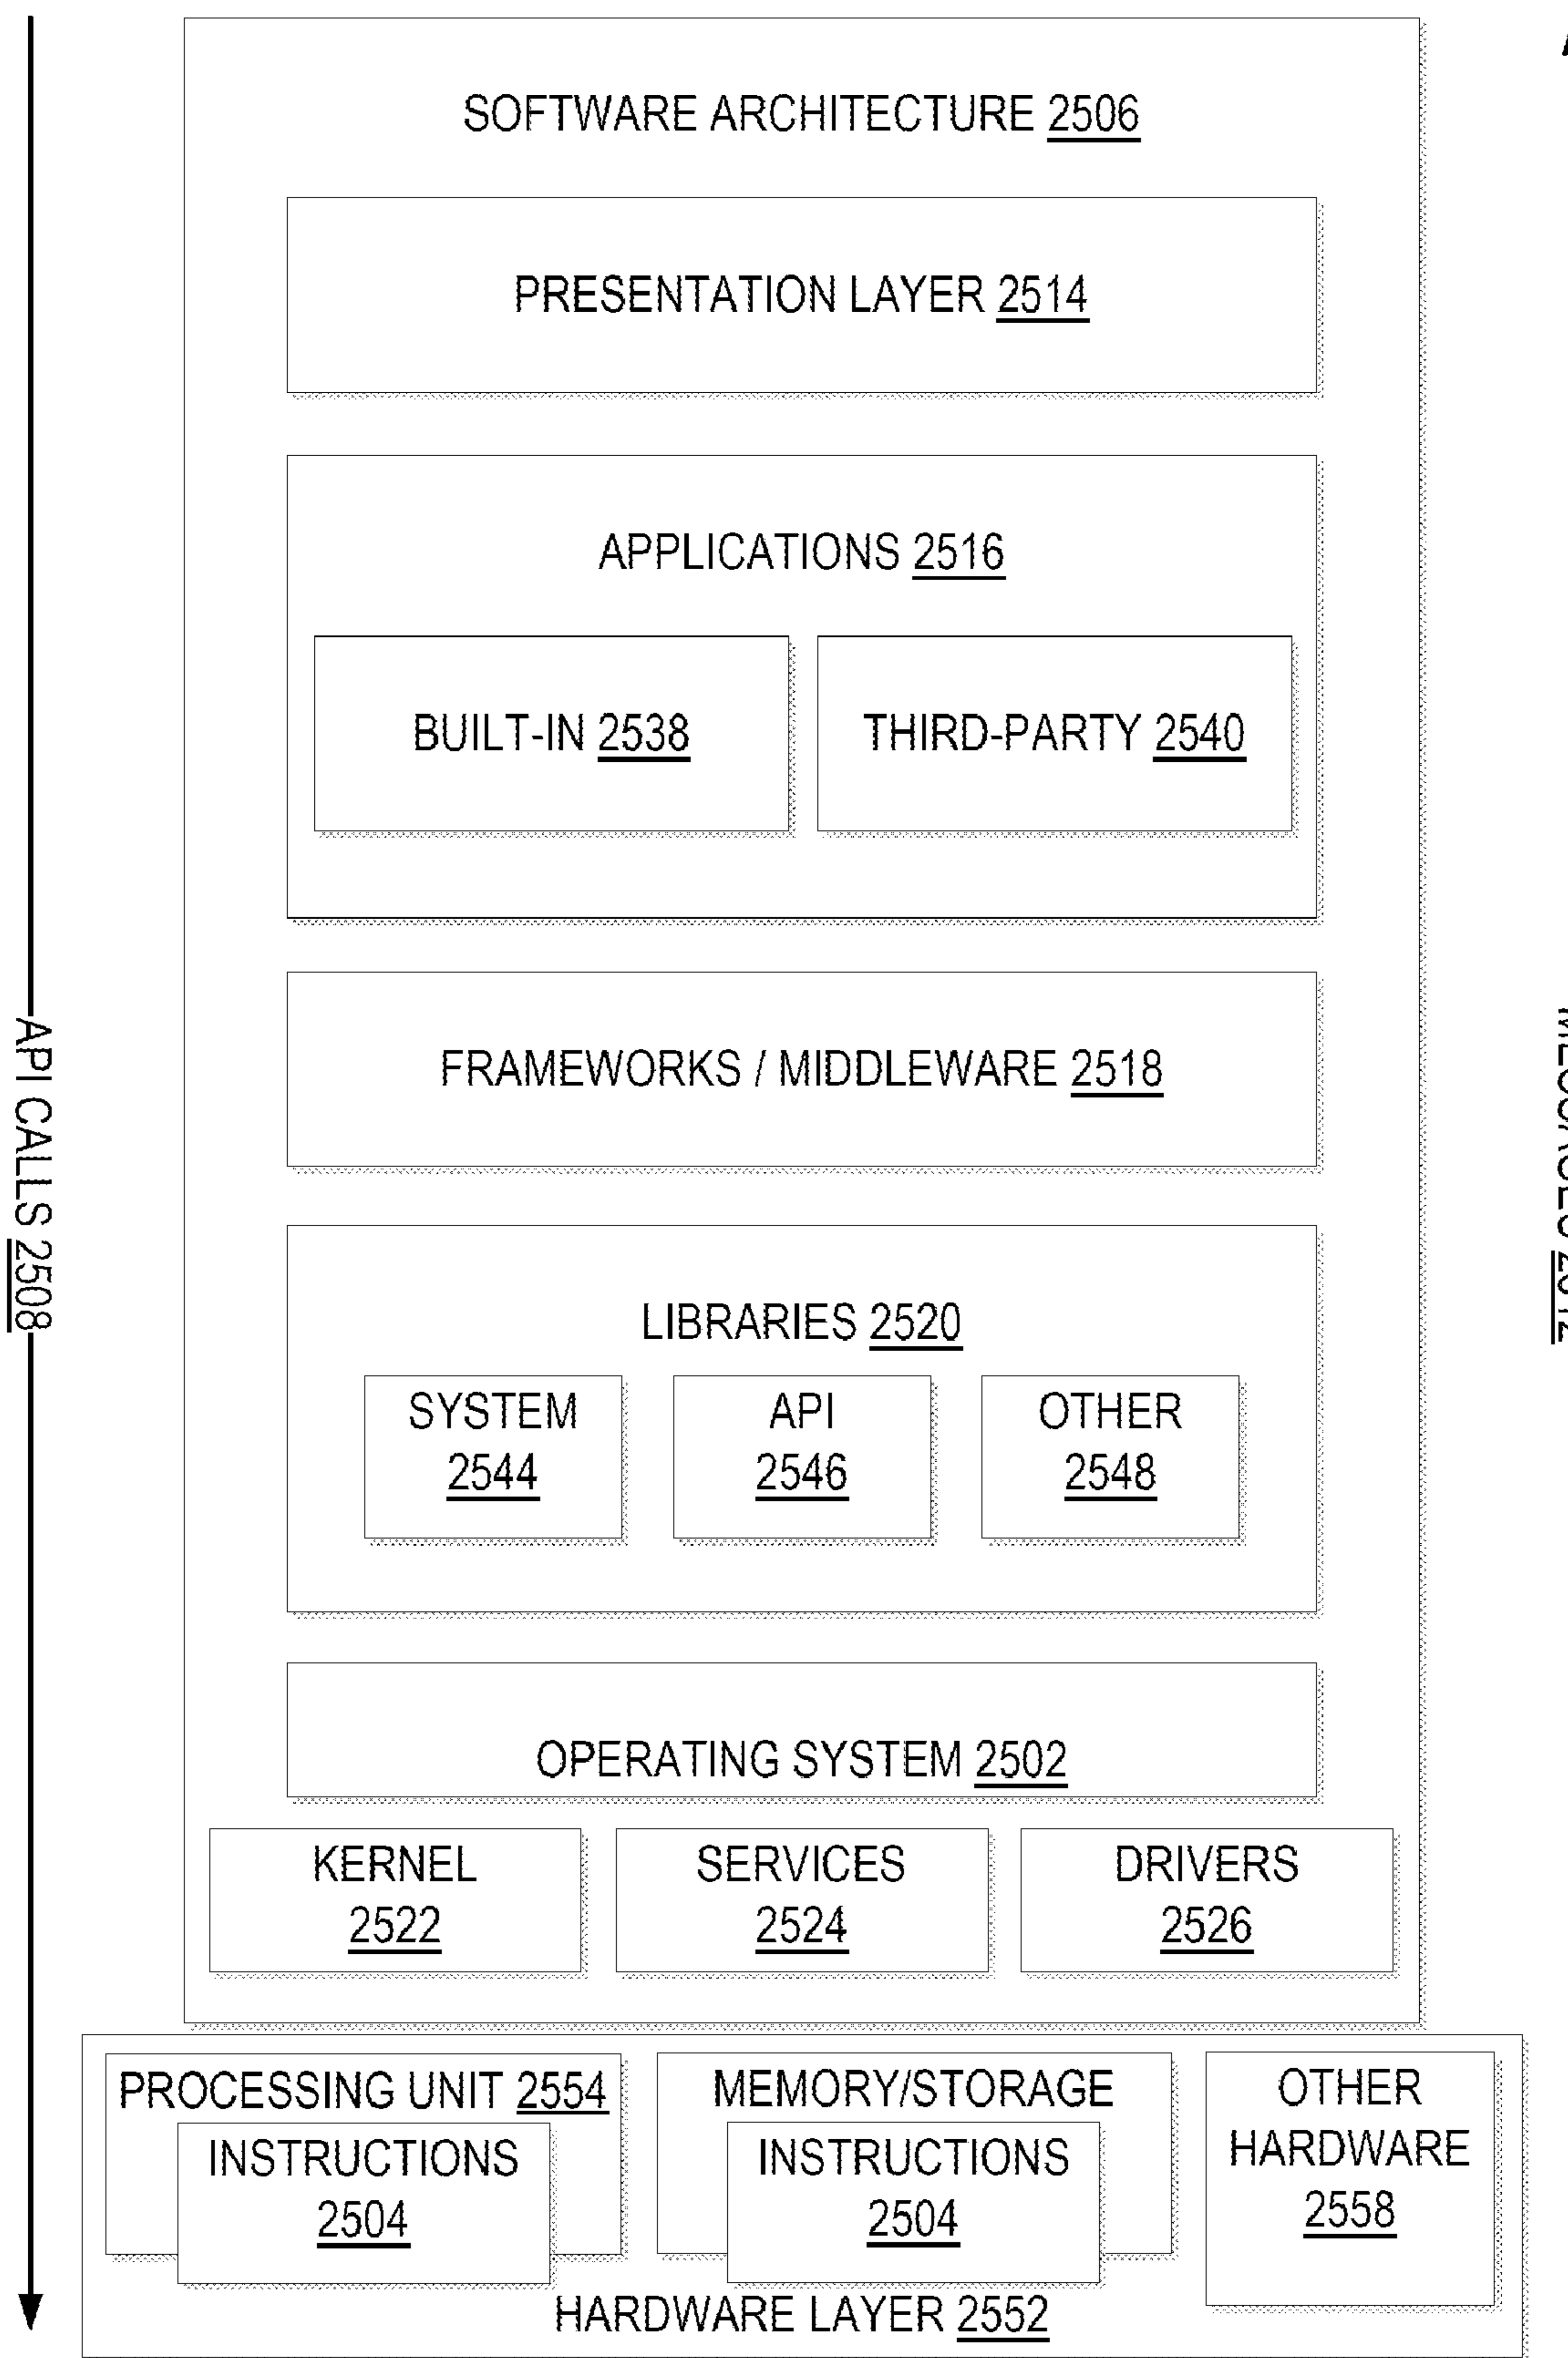 SOFTWARE ARCHITECTURE 2506
PRESENTATION LAYER 2514
APPLICATIONS 2516
BUILT-IN 2538
THIRD-PARTY 2540
FRAMEWORKS / MIDDLEWARE 2518
LIBRARIES 2520
SYSTEM
2544
API
2546
OTHER
2548
OPERATING SYSTEM 2502
KERNEL
2522
SERVICES
2524
DRIVERS
2526
PROCESSING UNIT 2554
INSTRUCTIONS
2504
MEMORY/STORAGE
INSTRUCTIONS
2504
OTHER
HARDWARE
2558
HARDWARE LAYER 2552
API CALLS 2508